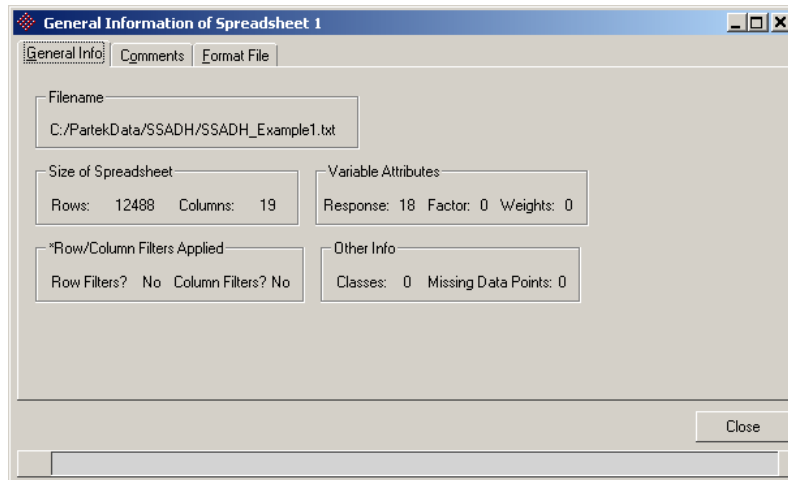 General Information of Spreadsheet 1
General Info Comments Format File
Filename
C:/PartekData/SSADH/SSADH_Example1.txt
Size of Spreadsheet
Rows: 12488 Columns: 19
Variable Attributes
Response: 18 Factor: 0 Weights: 0
*Row/Column Filters Applied
Row Filters? No Column Filters? No
Other Info
Classes: 0 Missing Data Points: 0
Close